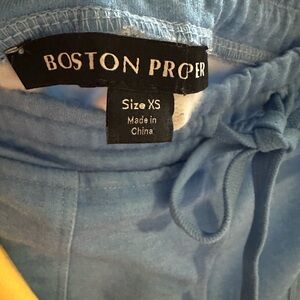 BOSTON PROPER
Size XS
Made in
China